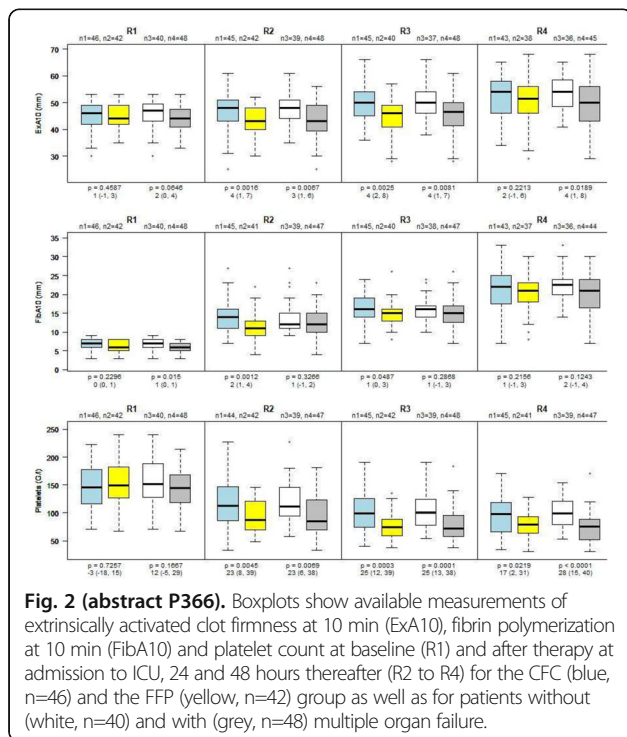 R1 R2 R3 R4
n1=46, n2=42 n3=40, n4=48 n1=45, n2=42 n3=39, n4=48 n1=45, n2=40 n3=37, n4=48 n1=43, n2=38 n3=36, n4=45
70
60
50
40
30
ExA10 (mm)
p = 0.4587 p = 0.0646 p = 0.0016 p = 0.0067 p = 0.0025 p = 0.0081 p = 0.2213 p = 0.0189
1 (-1, 3) 2 (0, 4) 4 (1, 7) 3 (1, 6) 4 (2, 8) 4 (1, 7) 2 (-1, 6) 4 (1, 8)
R1 R2 R3 R4
n1=46, n2=42 n3=40, n4=48 n1=45, n2=41 n3=39, n4=47 n1=45, n2=40 n3=38, n4=47 n1=43, n2=37 n3=36, n4=44
35
30
25
20
15
10
5
0
FibA10 (mm)
p = 0.2296 p = 0.015 p = 0.0012 p = 0.3266 p = 0.0487 p = 0.2868 p = 0.2156 p = 0.1243
0 (0, 1) 1 (0, 1) 2 (1, 4) 1 (-1, 2) 1 (0, 3) 1 (-1, 3) 1 (-1, 3) 2 (-1, 4)
R1 R2 R3 R4
n1=46, n2=42 n3=40, n4=48 n1=44, n2=42 n3=39, n4=47 n1=45, n2=42 n3=39, n4=48 n1=45, n2=41 n3=39, n4=47
250
200
150
100
50
Platelets (G/l)
p = 0.7257 p = 0.1667 p = 0.0045 p = 0.0069 p = 0.0003 p = 0.0001 p = 0.0219 p < 0.0001
-3 (-18, 15) 12 (-5, 29) 23 (8, 39) 23 (6, 38) 25 (12, 39) 26 (13, 38) 17 (2, 31) 28 (15, 40)
Fig. 2 (abstract P366). Boxplots show available measurements of
extrinsically activated clot firmness at 10 min (ExA10), fibrin polymerization
at 10 min (FibA10) and platelet count at baseline (R1) and after therapy at
admission to ICU, 24 and 48 hours thereafter (R2 to R4) for the CFC (blue,
n=46) and the FFP (yellow, n=42) group as well as for patients without
(white, n=40) and with (grey, n=48) multiple organ failure.